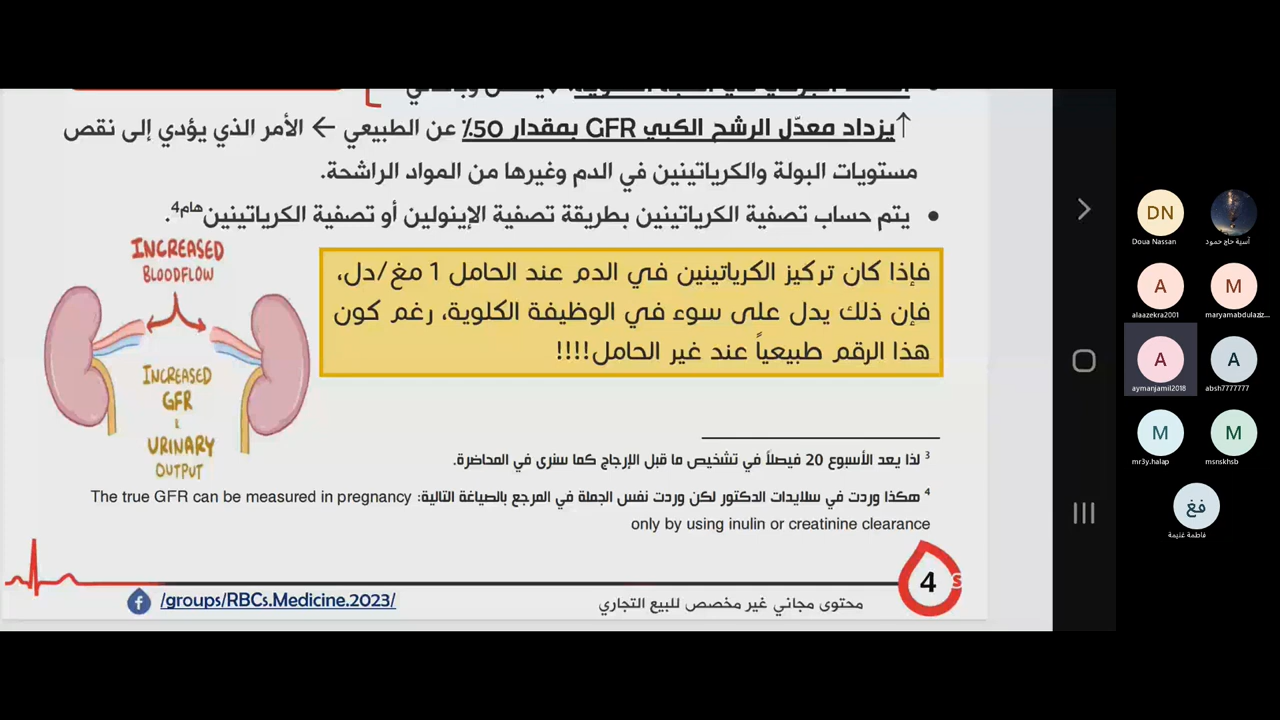 ↑يزداد معدّل الرشح الكبي GFR بمقدار 50٪ عن الطبيعي ← الأمر الذي يؤدي إلى نقص
مستويات البولة والكرياتينين في الدم وغيرها من المواد الراشحة.
• يتم حساب تصفية الكرياتينين بطريقة تصفية الإينولين أو تصفية الكرياتينين هام4.
INCREASED
BLOODFLOW
INCREASED
GFR
&
URINARY
OUTPUT
فإذا كان تركيز الكرياتينين في الدم عند الحامل 1 مغ/دل،
فإن ذلك يدل على سوء في الوظيفة الكلوية، رغم كون
هذا الرقم طبيعياً عند غير الحامل!!!!
3 لذا يعد الأسبوع 20 فيصلاً في تشخيص ما قبل الإرجاج كما سنرى في المحاضرة.
4 هكذا وردت في سلايدات الدكتور لكن وردت نفس الجملة في المرجع بالصياغة التالية: The true GFR can be measured in pregnancy
only by using inulin or creatinine clearance
4
محتوى مجاني غير مخصص للبيع التجاري
/groups/RBCs.Medicine.2023/
DN
Doua Nassan
آسية حاج حمود
A
alaazekra2001
M
maryamabdulaziz...
A
aymanjamil2018
A
absh7777777
M
mr3y.halap
M
msnskhsb
فغ
فاطمة غنيمة